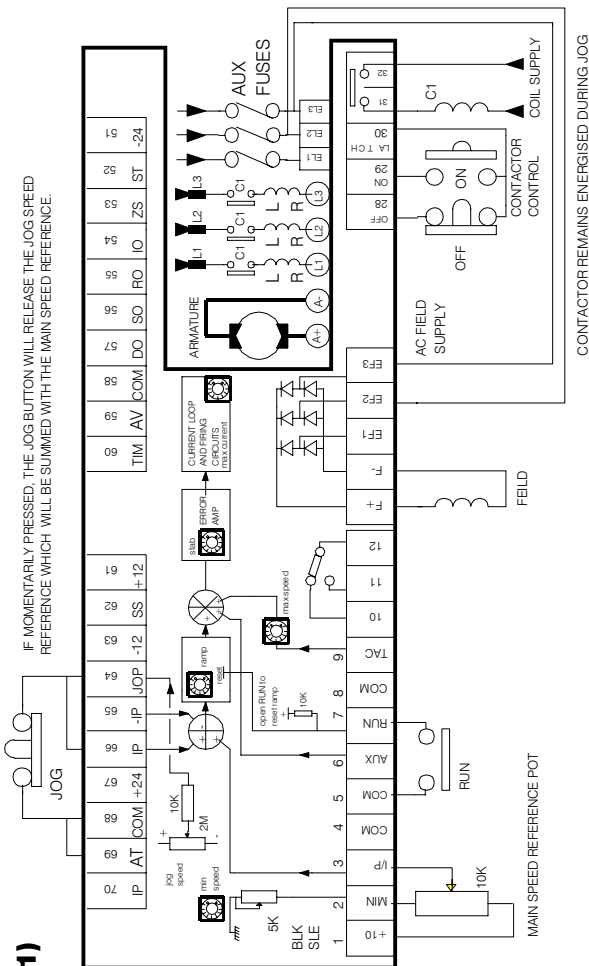 1)
IF MOMENTARILY PRESSED, THE JOG BUTTON WILL RELEASE THE JOG SPEED
REFERENCE WHICH WILL BE SUMMED WITH THE MAIN SPEED REFERENCE.
JOG
70 69 68 67 66 65 64 63 62 61 60 59 58 57 56 55 54 53 52 51
IP AT COM +24 IP -IP JOP -12 SS +12 TIM AV COM DO SO RO IO ZS ST -24
jog
speed
+
-
10K
2M
min
speed
5K
BLK
SLE
+
-
+
ramp
reset
open RUN to
reset ramp
+
10K
+
+
+
max speed
stab
ERROR
AMP
CURRENT LOOP
AND FIRING
CIRCUITS
max current
ARMATURE
A+ A-
L1 L2 L3
C1 C1 C1
L L L
R R R
L1 L2 L3
AUX
FUSES
EL1 EL2 EL3
1 2 3 4 5 6 7 8 9 10 11 12
+10 MIN I/P COM COM AUX RUN COM TAC
F+ F- EF1 EF2 EF3
28 29 30 31 32
OFF ON LATCH
10K
MAIN SPEED REFERENCE POT
RUN
FEILD
AC FIELD
SUPPLY
OFF
ON
CONTACTOR
CONTROL
C1
COIL SUPPLY
CONTACTOR REMAINS ENERGISED DURING JOG